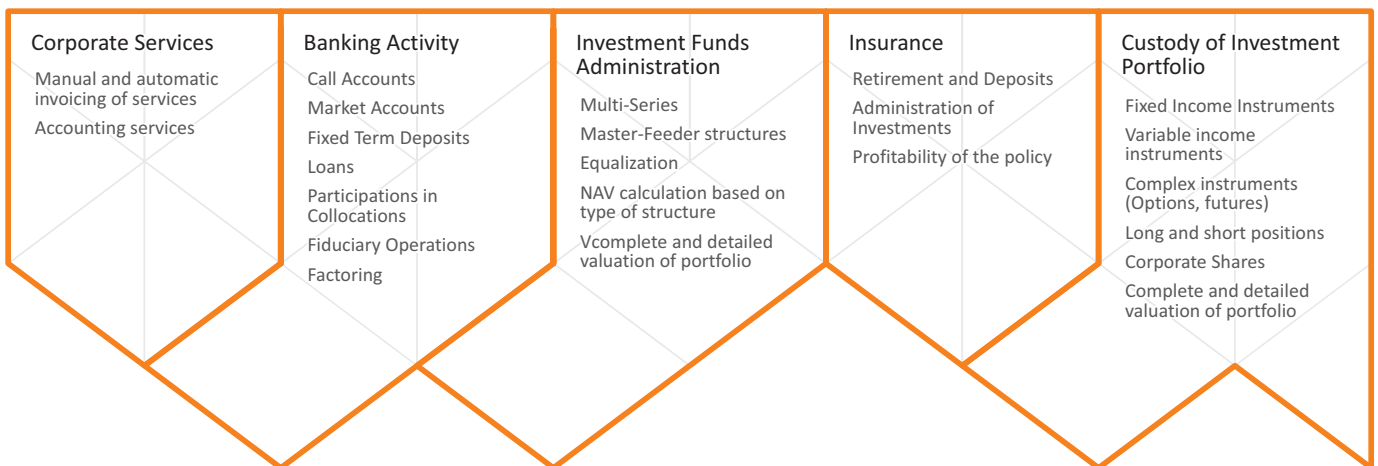 Corporate Services
Manual and automatic
invoicing of services
Accounting services
Banking Activity
Call Accounts
Market Accounts
Fixed Term Deposits
Loans
Participations in
Collocations
Fiduciary Operations
Factoring
Investment Funds
Administration
Multi-Series
Master-Feeder structures
Equalization
NAV calculation based on
type of structure
Vcomplete and detailed
valuation of portfolio
Insurance
Retirement and Deposits
Administration of
Investments
Profitability of the policy
Custody of Investment
Portfolio
Fixed Income Instruments
Variable income
instruments
Complex instruments
(Options, futures)
Long and short positions
Corporate Shares
Complete and detailed
valuation of portfolio